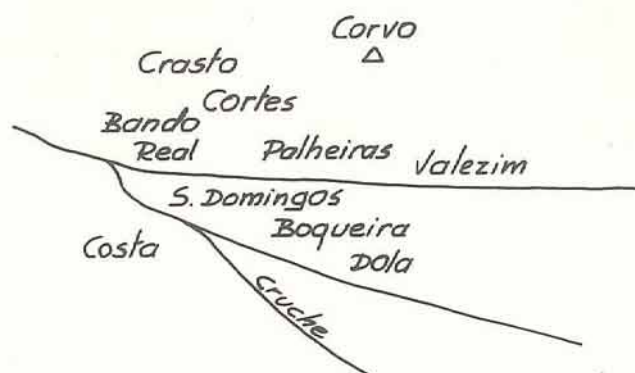 Corvo
Crasto
Cortes
Bando
Real
Palheiras
Valezim
S. Domingos
Boqueira
Dola
Costa
Cruche